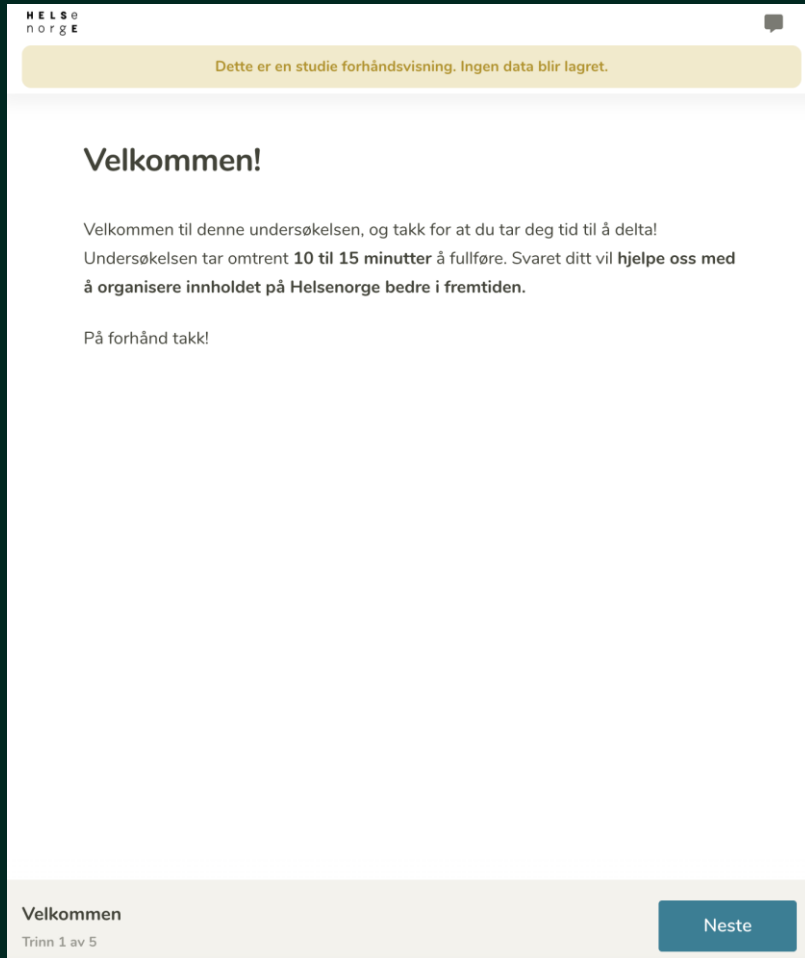 HELSe
norgE
Dette er en studie forhåndsvisning. Ingen data blir lagret.
Velkommen!
Velkommen til denne undersøkelsen, og takk for at du tar deg tid til å delta!
Undersøkelsen tar omtrent 10 til 15 minutter å fullføre. Svaret ditt vil hjelpe oss med
å organisere innholdet på Helsenorge bedre i fremtiden.
På forhånd takk!
Velkommen
Trinn 1 av 5
Neste